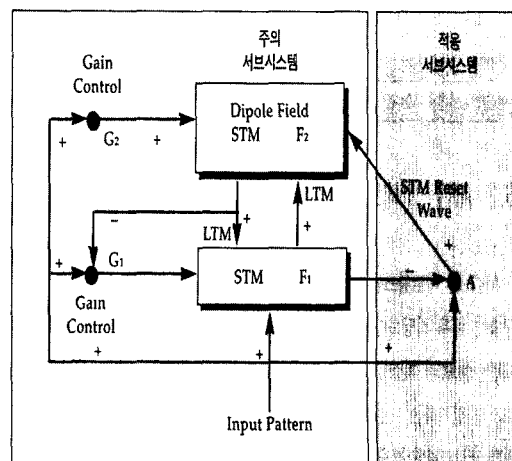 주의
서브시스템
적응
서브시스템
Gain
Control
Dipole Field
STM F2
G2
+
+
LTM
STM Reset
Wave
−
+
LTM
+
+
+
G1
STM F1
−
A
Gain
Control
+
+
+
Input Pattern